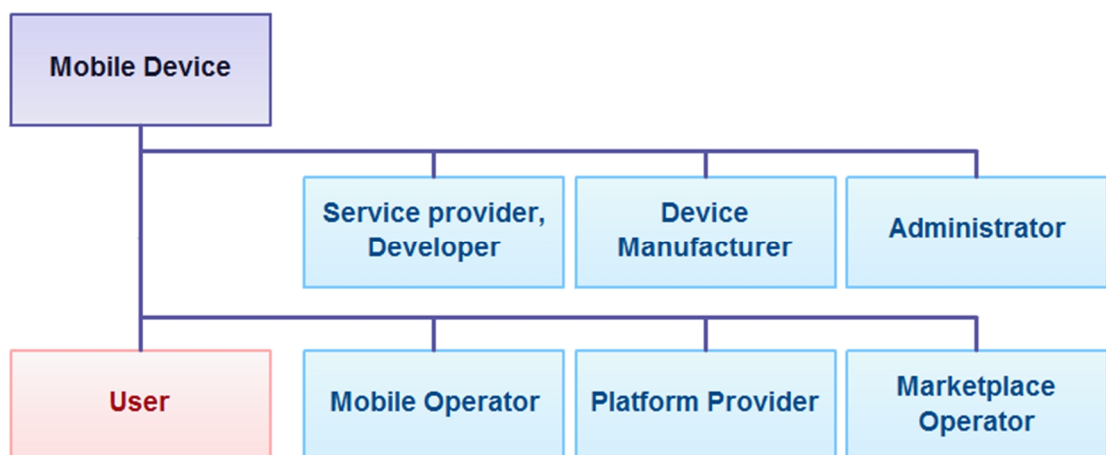 Mobile Device
Service provider,
Developer
Device
Manufacturer
Administrator
User
Mobile Operator
Platform Provider
Marketplace
Operator